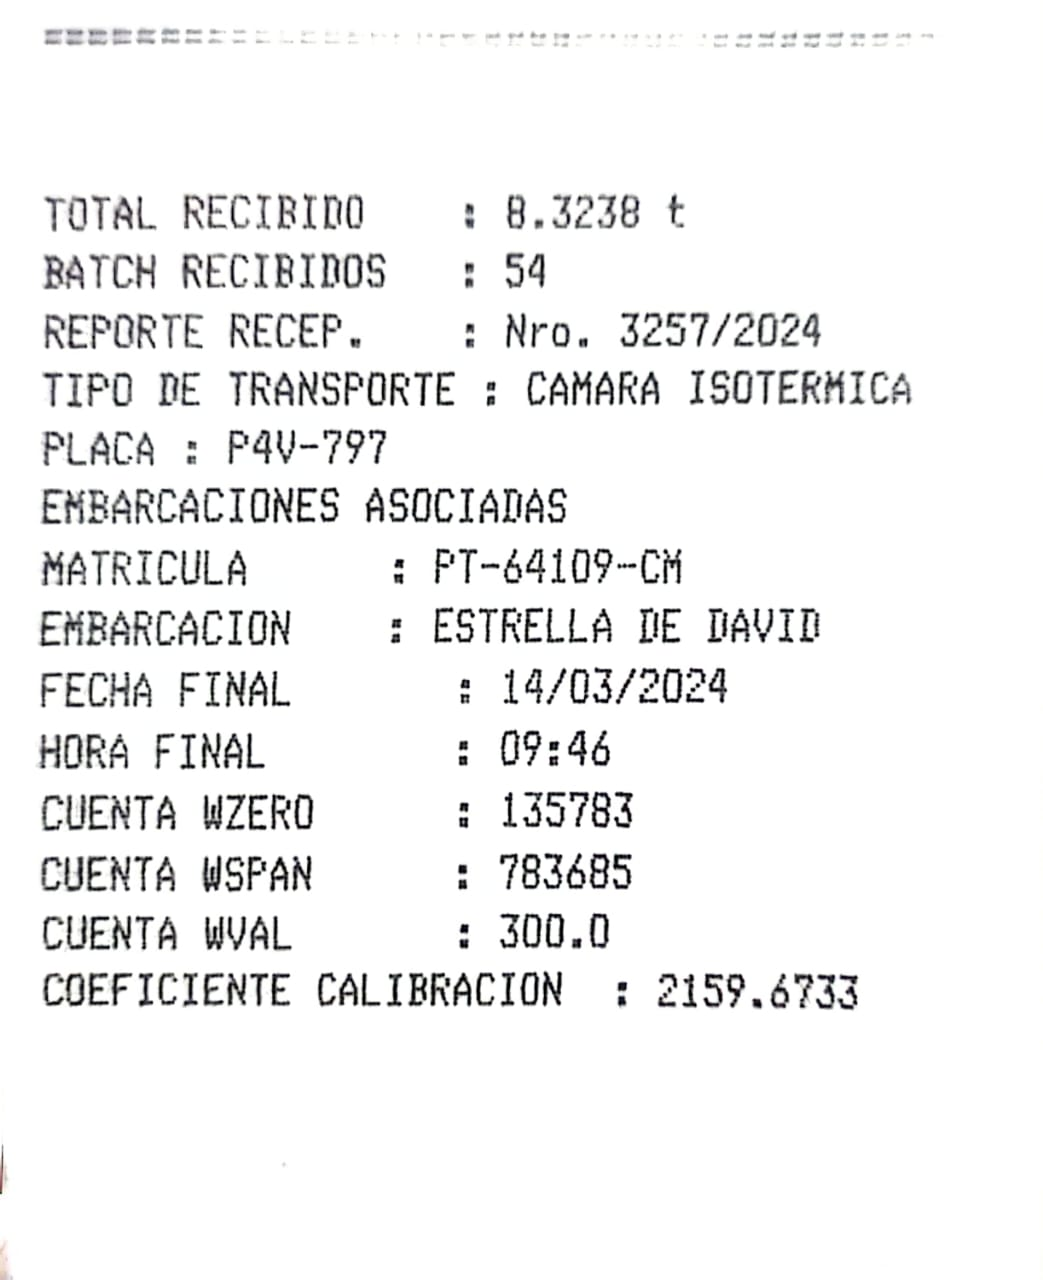 TOTAL RECIBIDO : 8.3238 t
BATCH RECIBIDOS : 54
REPORTE RECEP. : Nro. 3257/2024
TIPO DE TRANSPORTE : CAMARA ISOTERMICA
PLACA : P4V-797
EMBARCACIONES ASOCIADAS
MATRICULA : PT-64109-CM
EMBARCACION : ESTRELLA DE DAVID
FECHA FINAL : 14/03/2024
HORA FINAL : 09:46
CUENTA WZERO : 135783
CUENTA WSPAN : 783685
CUENTA WVAL : 300.0
COEFICIENTE CALIBRACION : 2159.6733